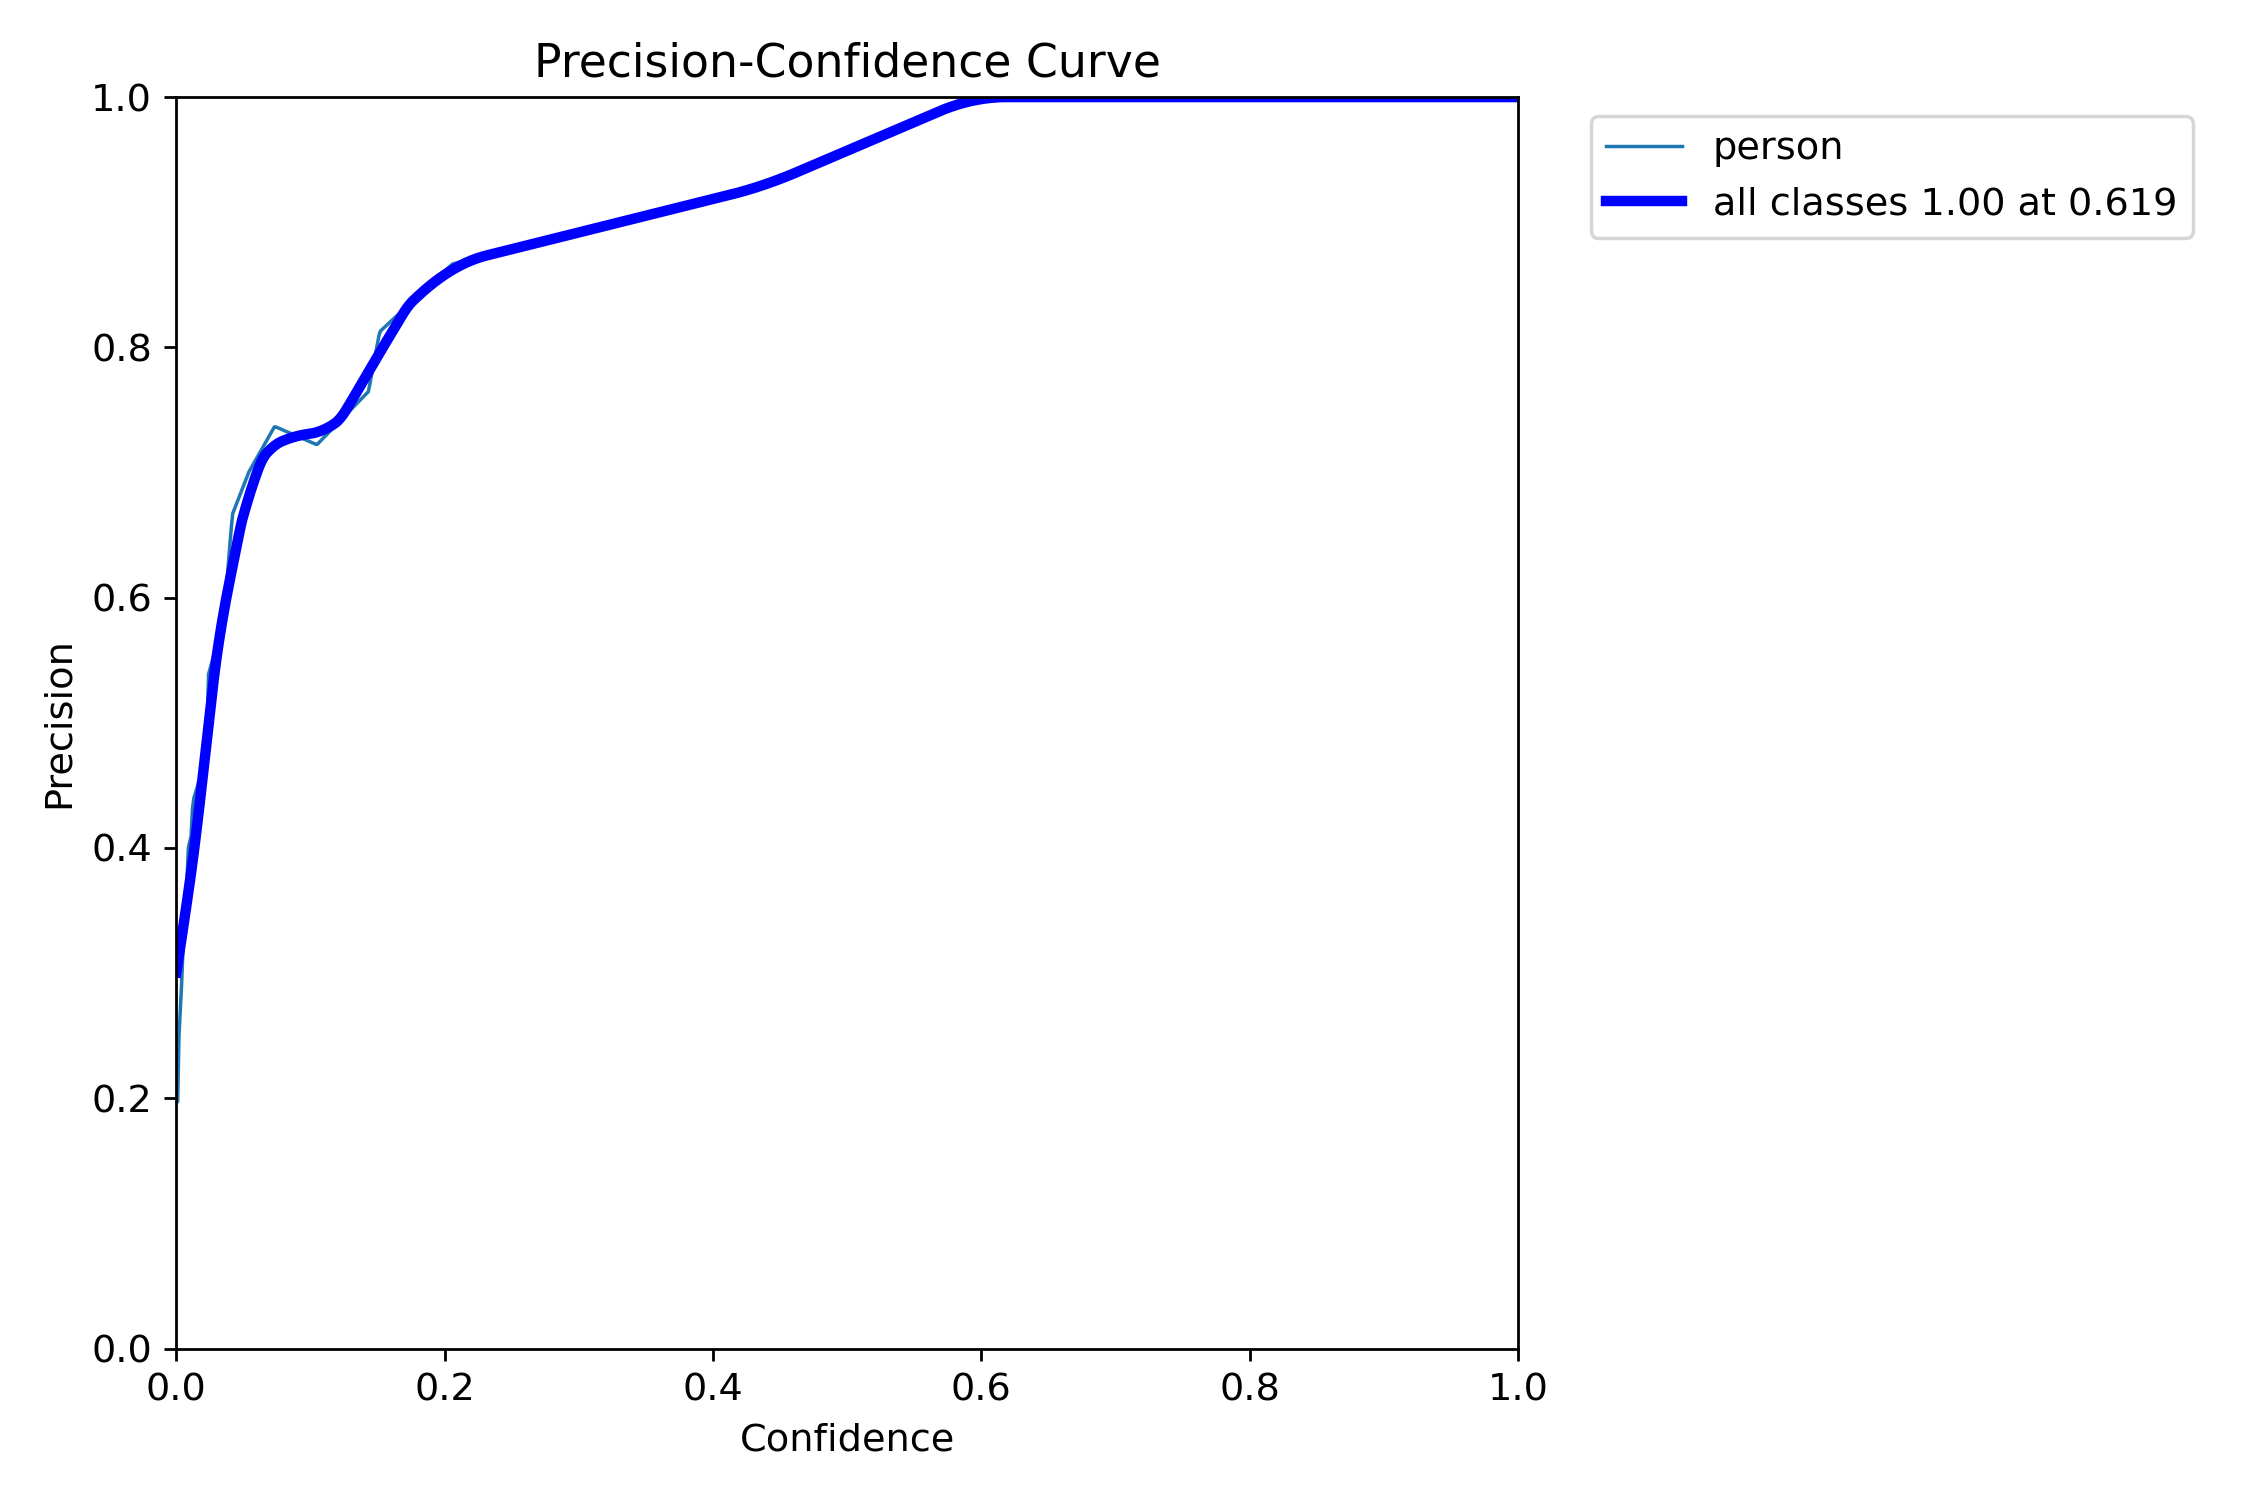 Precision-Confidence Curve
1.0
0.8
0.6
0.4
0.2
0.0
Precision
0.0 0.2 0.4 0.6 0.8 1.0
Confidence
person
all classes 1.00 at 0.619